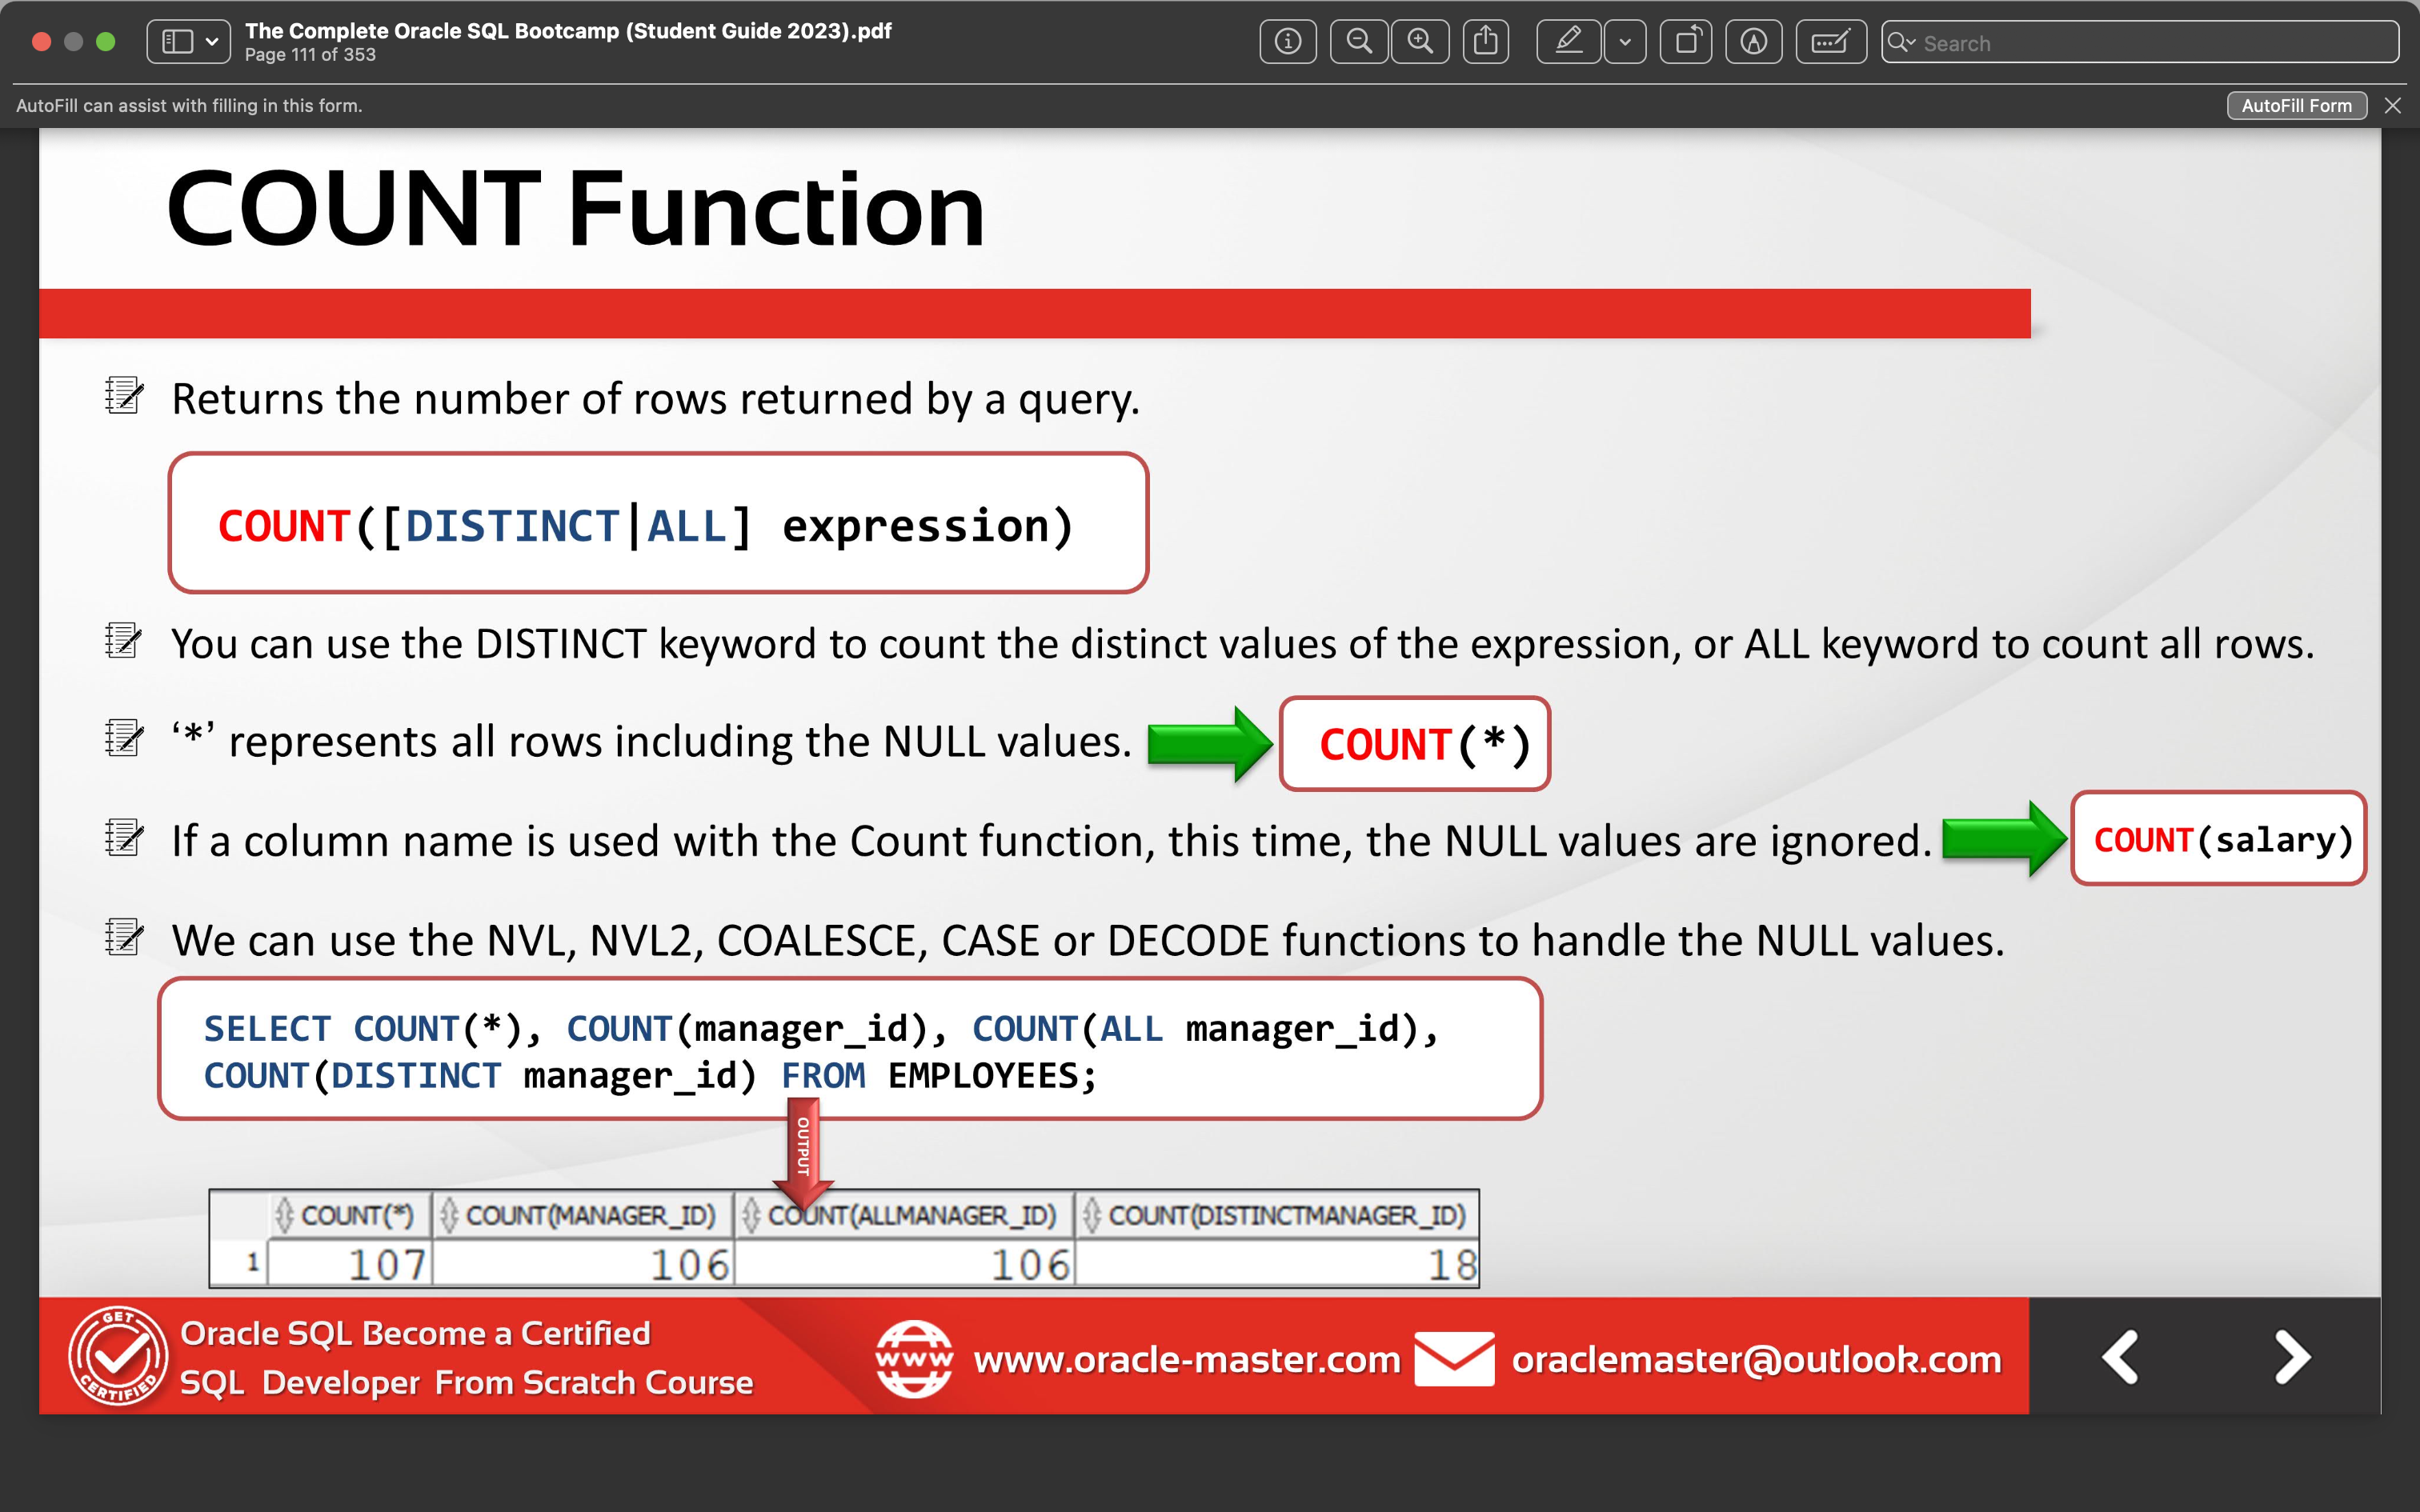 The Complete Oracle SQL Bootcamp (Student Guide 2023).pdf
Page 111 of 353
Search
AutoFill can assist with filling in this form.
AutoFill Form
COUNT Function
Returns the number of rows returned by a query.
COUNT([DISTINCT|ALL] expression)
You can use the DISTINCT keyword to count the distinct values of the expression, or ALL keyword to count all rows.
‘*’ represents all rows including the NULL values.
COUNT(*)
If a column name is used with the Count function, this time, the NULL values are ignored.
COUNT(salary)
We can use the NVL, NVL2, COALESCE, CASE or DECODE functions to handle the NULL values.
SELECT COUNT(*), COUNT(manager_id), COUNT(ALL manager_id),
COUNT(DISTINCT manager_id) FROM EMPLOYEES;
OUTPUT
COUNT(*) COUNT(MANAGER_ID) COUNT(ALLMANAGER_ID) COUNT(DISTINCTMANAGER_ID)
1 107 106 106 18
GET CERTIFIED
Oracle SQL Become a Certified
SQL Developer From Scratch Course
www
www.oracle-master.com
oraclemaster@outlook.com